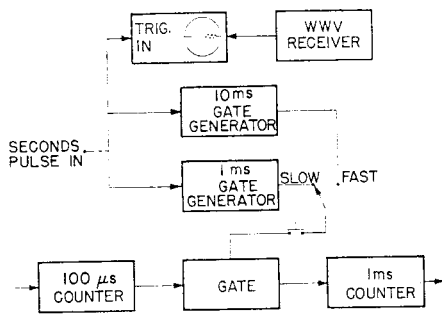 TRIG.
IN
WWV
RECEIVER
10ms
GATE
GENERATOR
SECONDS
PULSE IN
1ms
GATE
GENERATOR
SLOW
FAST
100 μs
COUNTER
GATE
1ms
COUNTER